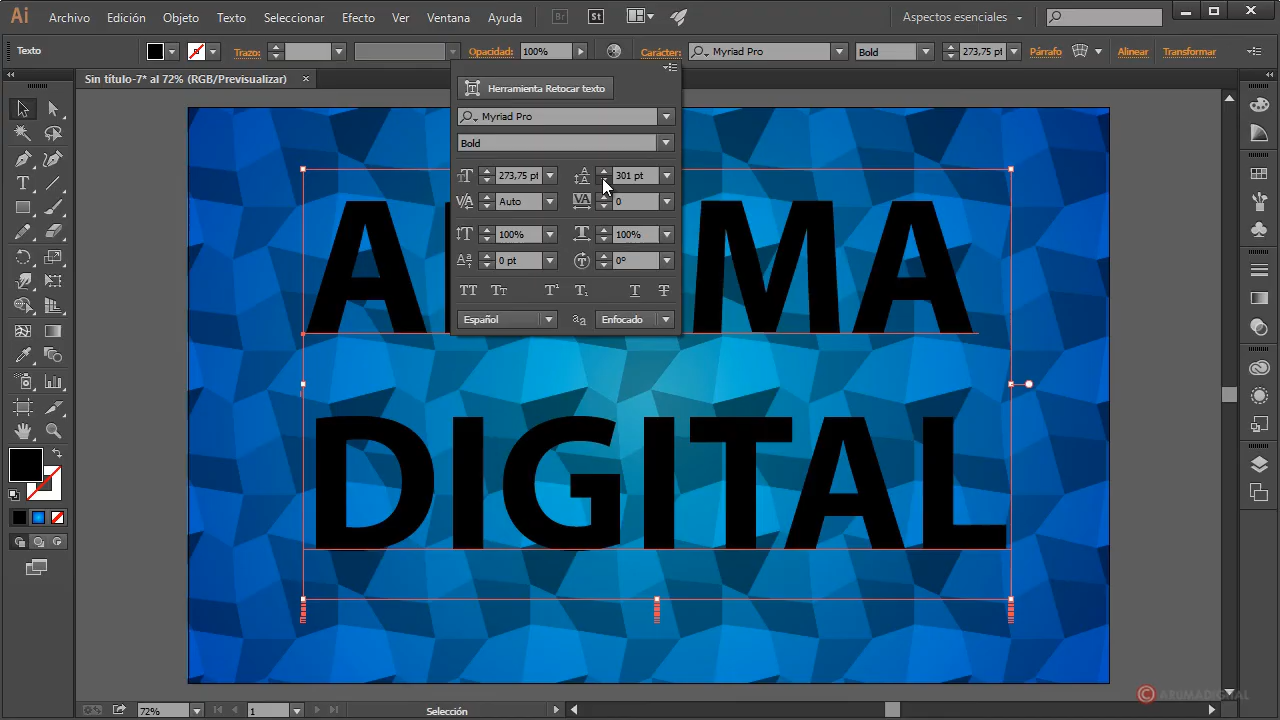 Ai Archivo Edición Objeto Texto Seleccionar Efecto Ver Ventana Ayuda Br St Aspectos esenciales
Texto Trazo: Opacidad: 100% Carácter: Myriad Pro Bold 273,75 pt Párrafo Alinear Transformar
Sin título-7* al 72% (RGB/Previsualizar)
Herramienta Retocar texto
Myriad Pro
Bold
273,75 pt 301 pt
Auto 0
100% 100%
0 pt 0°
Español Enfocado
A MA
DIGITAL
© ARUMADIGITAL
72% 1 Selección